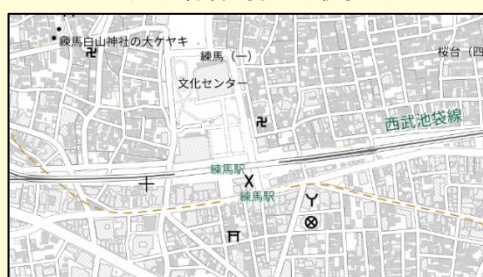 練馬白山神社の大ケヤキ
練馬（一）
桜台（四
文化センター
西武池袋線
練馬駅
練馬駅